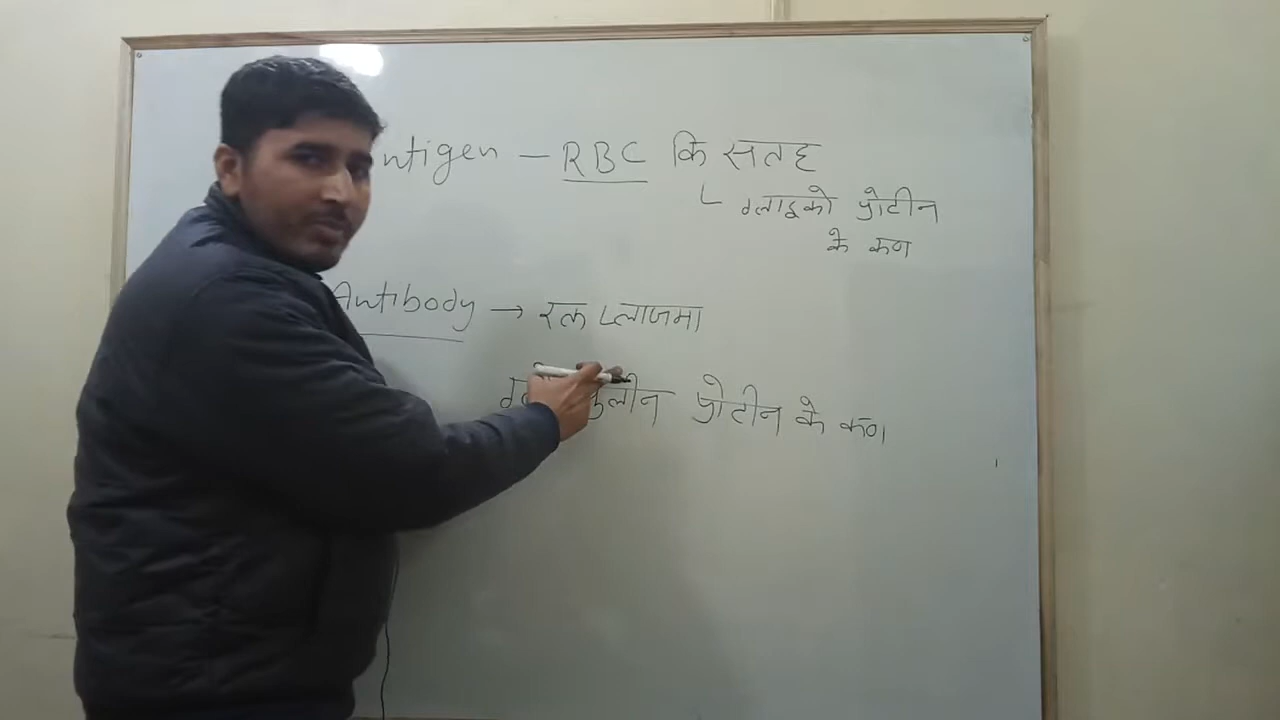 ntigen — RBC कि सतह
ग्लाइको प्रोटीन
के कण
Antibody → रक्त प्लाजमा
प्रोटीन के कण